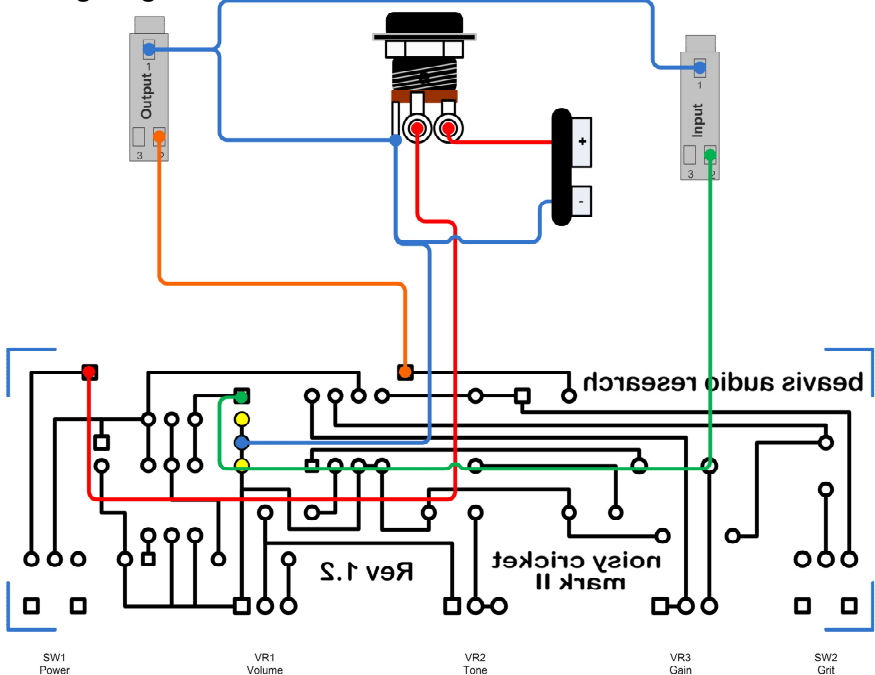 1
Output
3
2
+
-
1
Input
3
2
beavis audio research
noisy cricket
mark II
Rev 1.2
SW1
Power
VR1
Volume
VR2
Tone
VR3
Gain
SW2
Grit